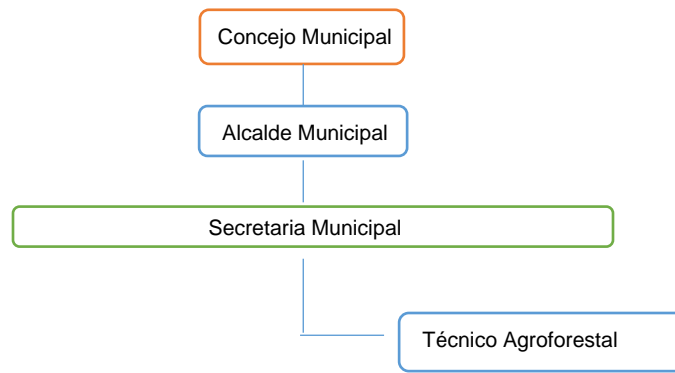 Concejo Municipal
Alcalde Municipal
Secretaria Municipal
Técnico Agroforestal